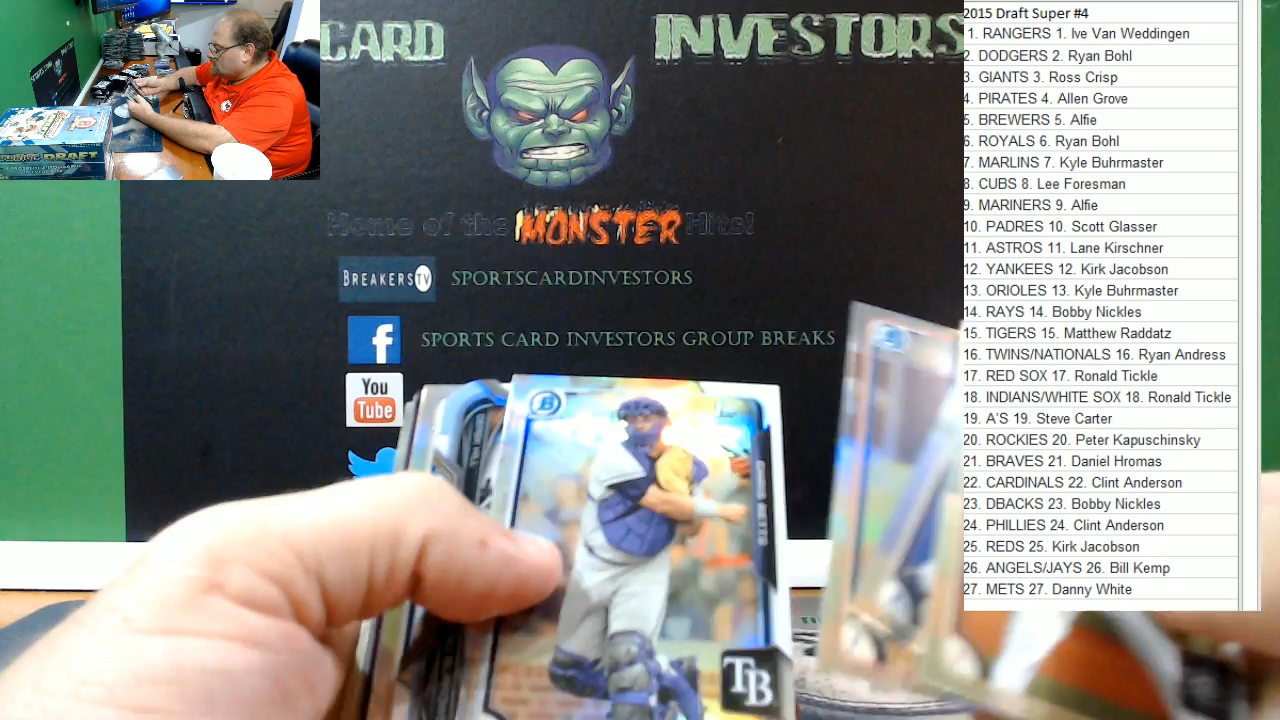 CARD INVESTORS
Home of the MONSTER Hits!
BREAKERSTV SPORTSCARDINVESTORS
SPORTS CARD INVESTORS GROUP BREAKS
You
Tube
DRAFT
B
CHRIS BETTS
TB
2015 Draft Super #4
1. RANGERS 1. Ive Van Weddingen
2. DODGERS 2. Ryan Bohl
3. GIANTS 3. Ross Crisp
4. PIRATES 4. Allen Grove
5. BREWERS 5. Alfie
6. ROYALS 6. Ryan Bohl
7. MARLINS 7. Kyle Buhrmaster
8. CUBS 8. Lee Foresman
9. MARINERS 9. Alfie
10. PADRES 10. Scott Glasser
11. ASTROS 11. Lane Kirschner
12. YANKEES 12. Kirk Jacobson
13. ORIOLES 13. Kyle Buhrmaster
14. RAYS 14. Bobby Nickles
15. TIGERS 15. Matthew Raddatz
16. TWINS/NATIONALS 16. Ryan Andress
17. RED SOX 17. Ronald Tickle
18. INDIANS/WHITE SOX 18. Ronald Tickle
19. A'S 19. Steve Carter
20. ROCKIES 20. Peter Kapuschinsky
21. BRAVES 21. Daniel Hromas
22. CARDINALS 22. Clint Anderson
23. DBACKS 23. Bobby Nickles
24. PHILLIES 24. Clint Anderson
25. REDS 25. Kirk Jacobson
26. ANGELS/JAYS 26. Bill Kemp
27. METS 27. Danny White